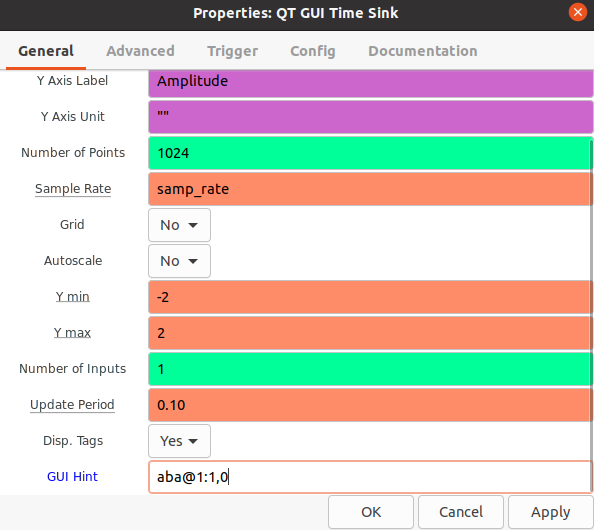 Properties: QT GUI Time Sink
General Advanced Trigger Config Documentation
Y Axis Label Amplitude
Y Axis Unit ""
Number of Points 1024
Sample Rate samp_rate
Grid No
Autoscale No
Y min -2
Y max 2
Number of Inputs 1
Update Period 0.10
Disp. Tags Yes
GUI Hint aba@1:1,0
OK Cancel Apply